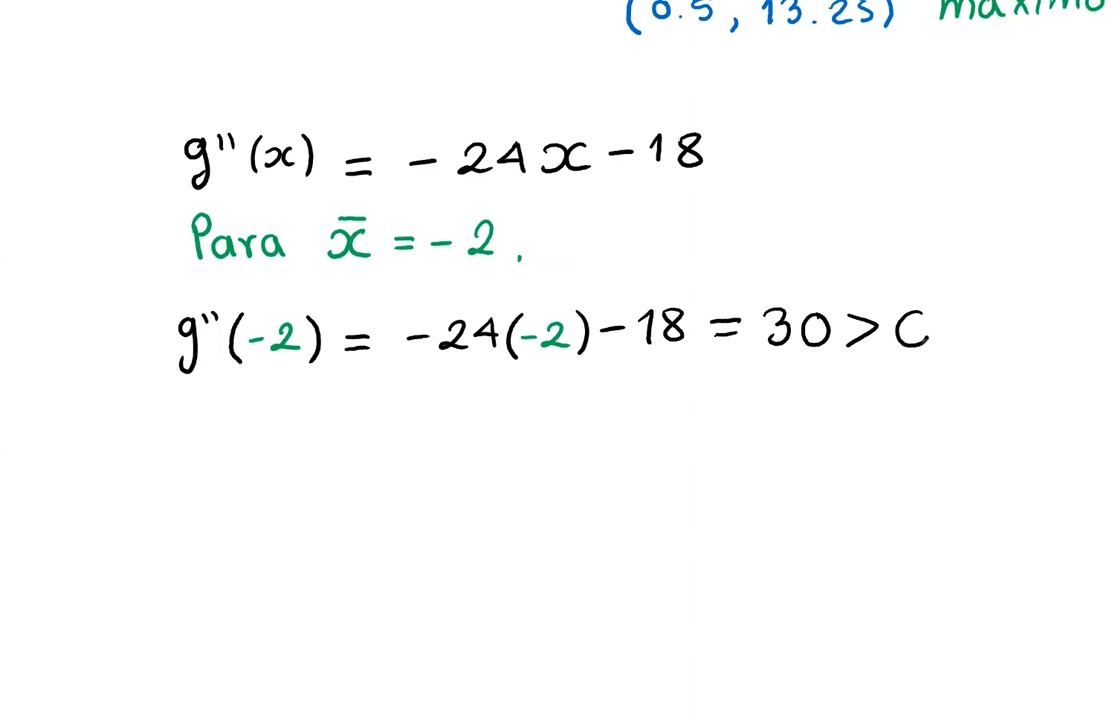 (0.5, 13.25) máximo
g''(x) = -24x - 18
Para x̄ = -2.
g''(-2) = -24(-2) - 18 = 30 > C